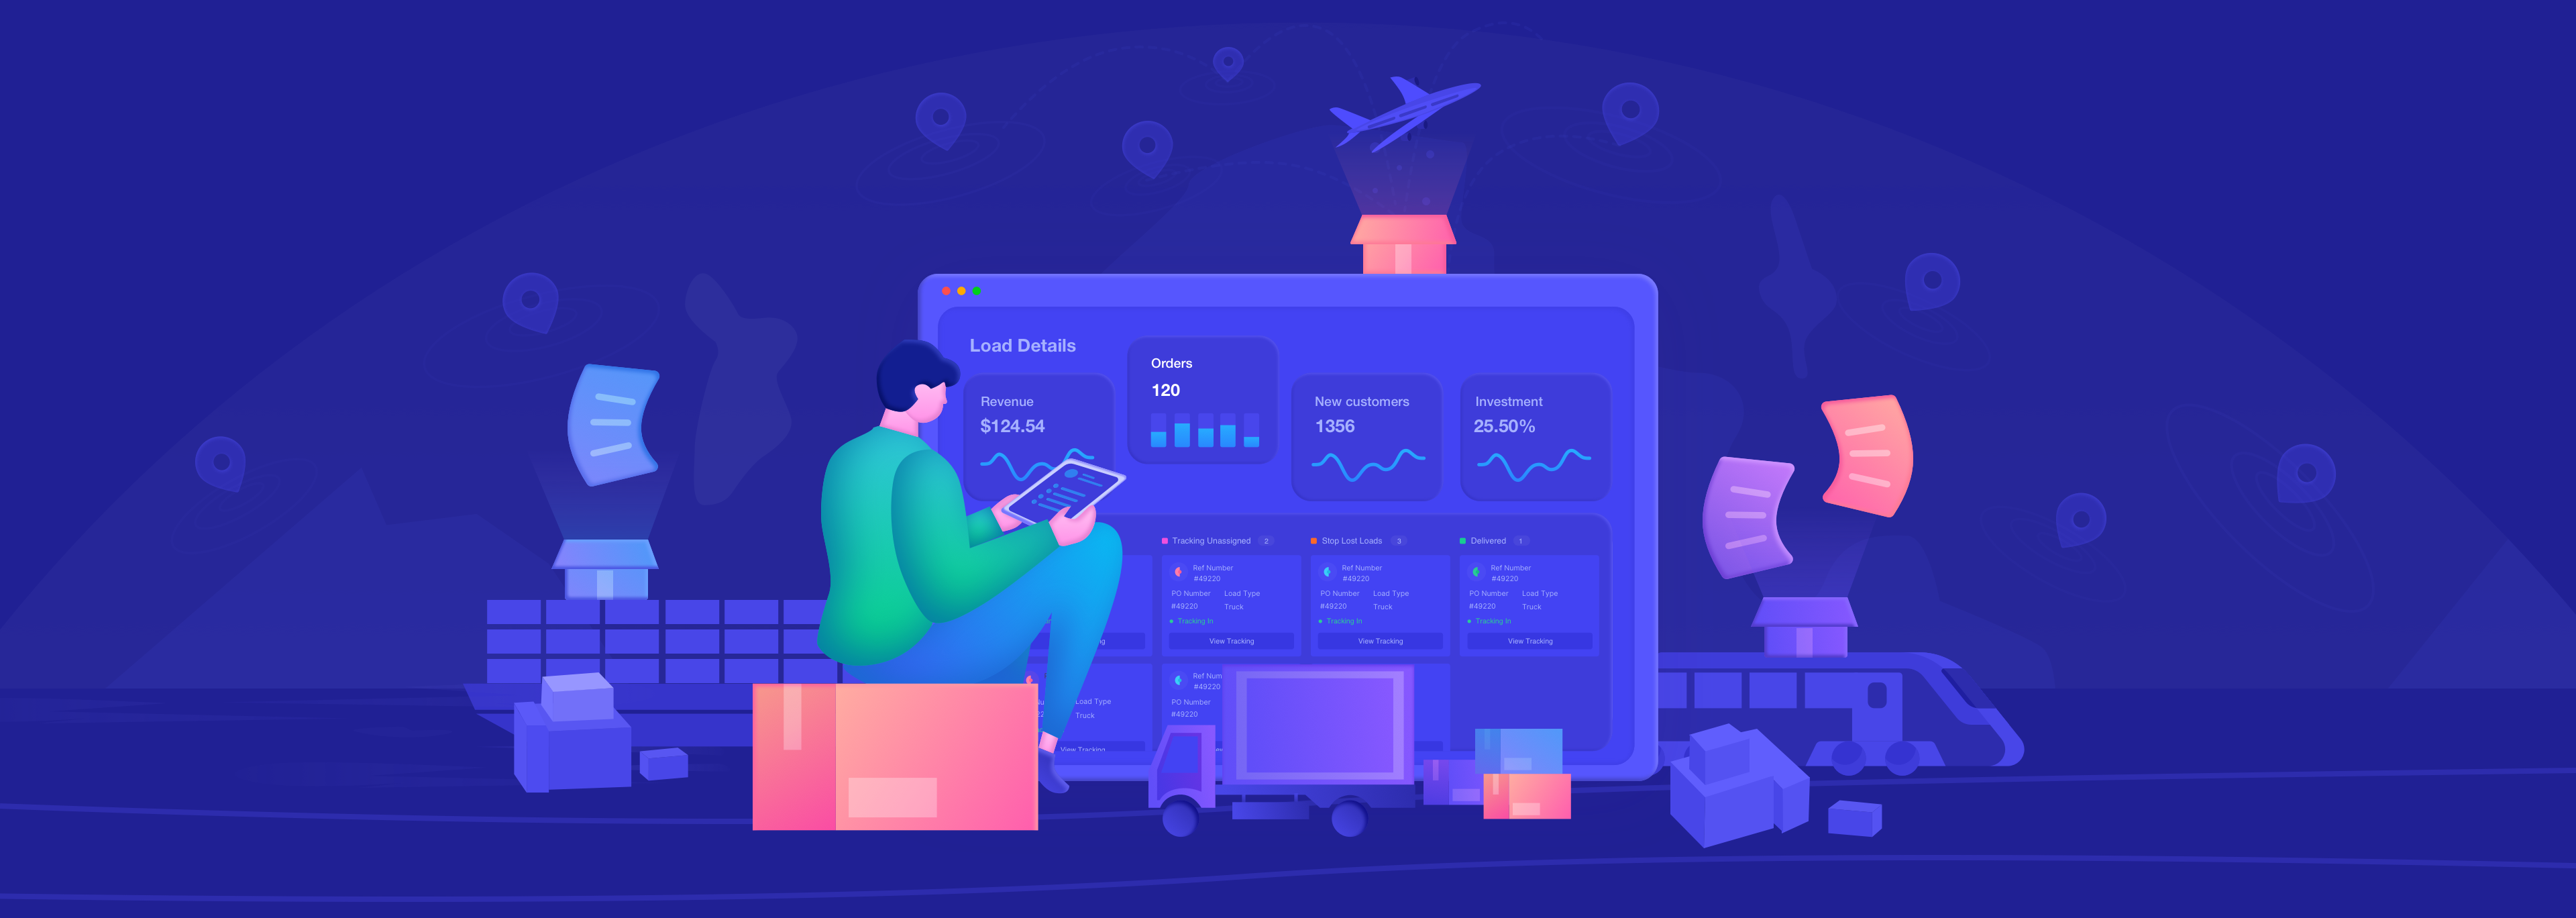 Load Details
Orders
120
Revenue
$124.54
New customers
1356
Investment
25.50%
Tracking Unassigned 2
Stop Lost Loads 3
Delivered 1
Ref Number
#49220
PO Number Load Type
#49220 Truck
Tracking In
View Tracking
Ref Number
#49220
PO Number Load Type
#49220 Truck
Tracking In
View Tracking
Ref Number
#49220
PO Number Load Type
#49220 Truck
Tracking In
View Tracking
Load Type
Truck
View Tracking
Ref Num
#49220
PO Number
#49220